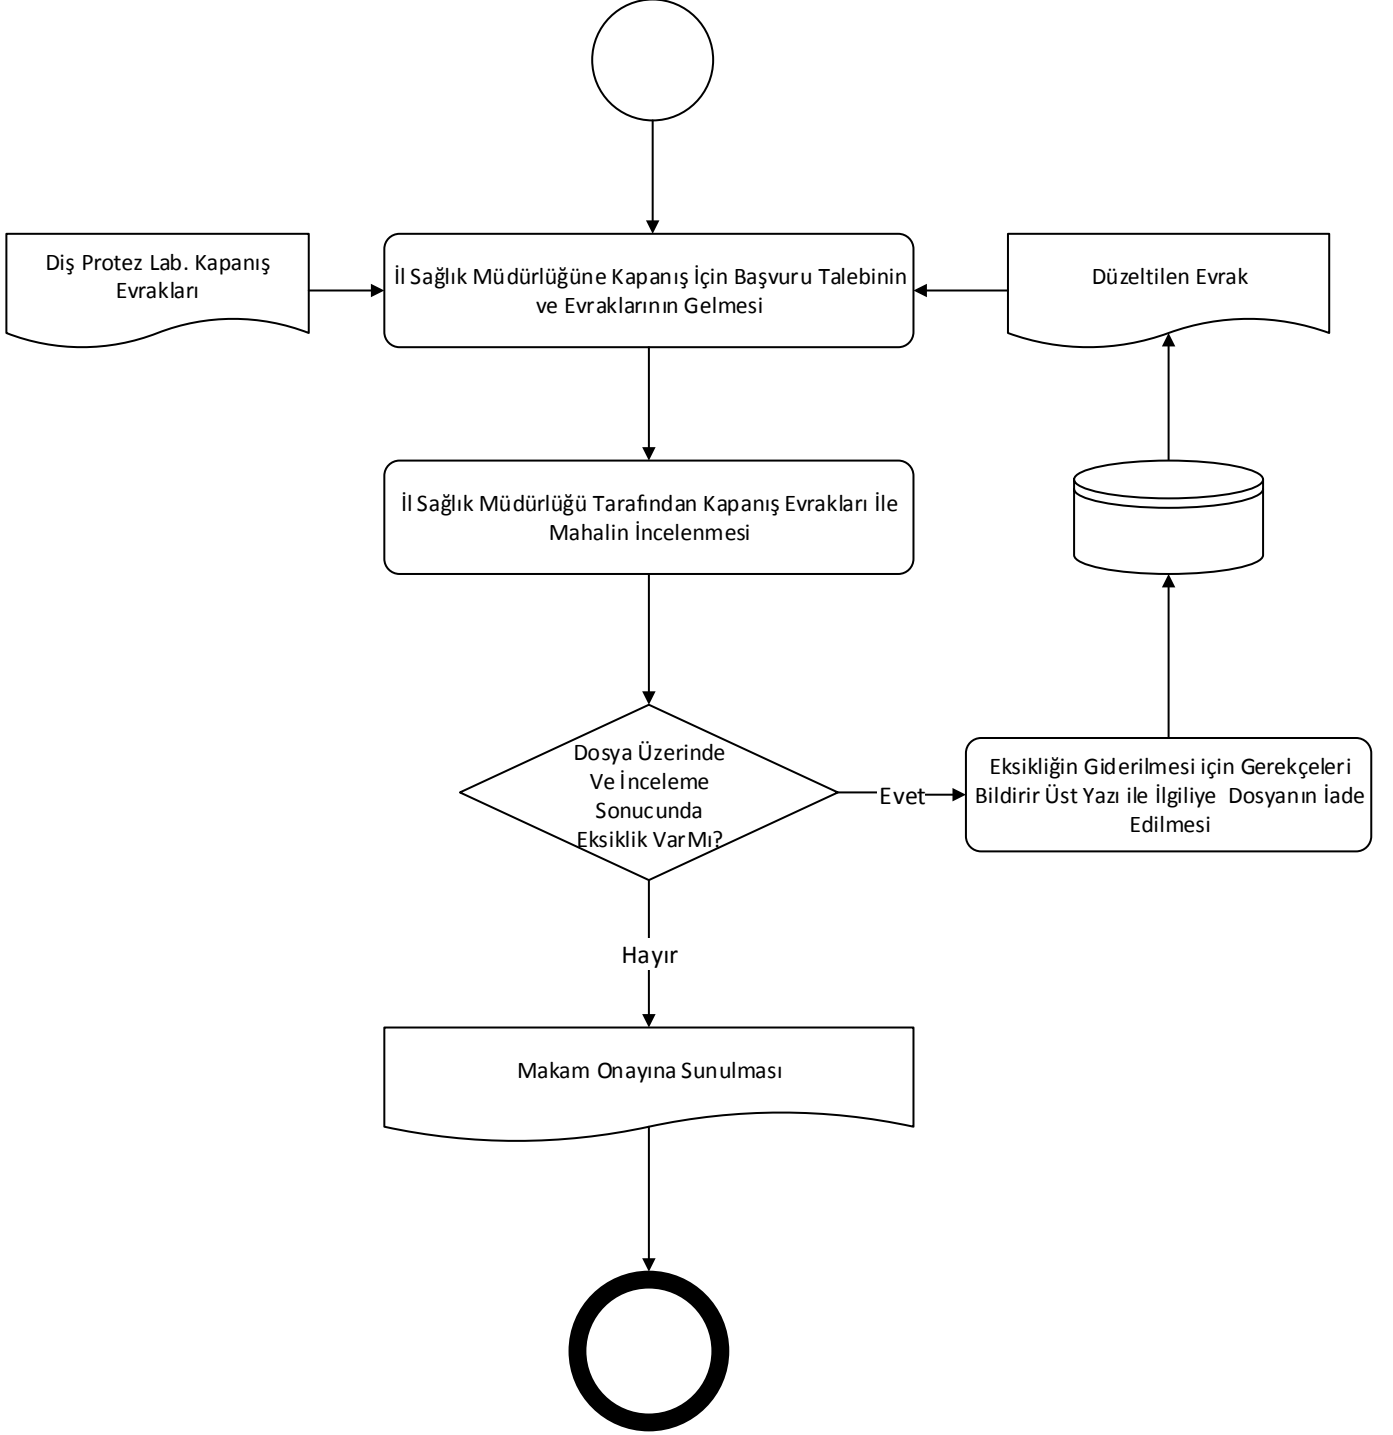 Diş Protez Lab. Kapanış
Evrakları
İl Sağlık Müdürlüğüne Kapanış İçin Başvuru Talebinin
ve Evraklarının Gelmesi
Düzeltilen Evrak
İl Sağlık Müdürlüğü Tarafından Kapanış Evrakları İle
Mahalin İncelenmesi
Dosya Üzerinde
Ve İnceleme
Sonucunda
Eksiklik VarMı?
Evet
Eksikliğin Giderilmesi için Gerekçeleri
Bildirir Üst Yazı ile İlgiliye Dosyanın İade
Edilmesi
Hayır
Makam Onayına Sunulması